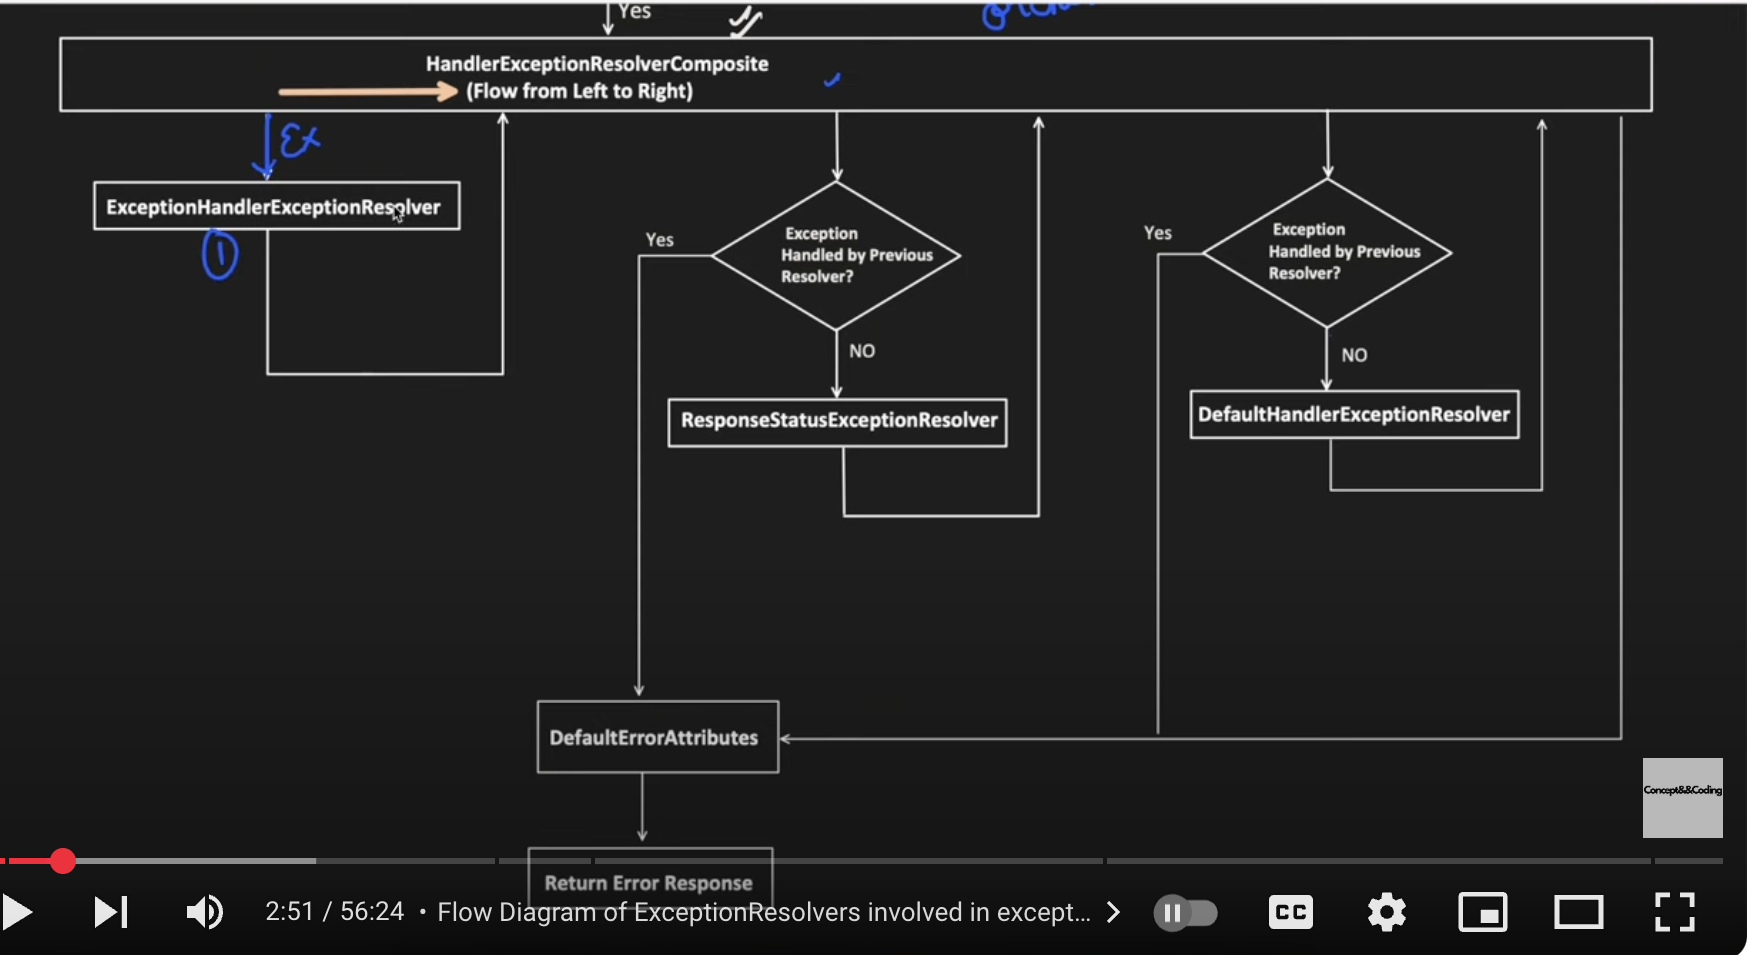 Yes
HandlerExceptionResolverComposite
(Flow from Left to Right)
Ex
ExceptionHandlerExceptionResolver
1
Yes
Exception
Handled by Previous
Resolver?
NO
ResponseStatusExceptionResolver
Yes
Exception
Handled by Previous
Resolver?
NO
DefaultHandlerExceptionResolver
DefaultErrorAttributes
Return Error Response
Concept&&Coding
2:51 / 56:24 • Flow Diagram of ExceptionResolvers involved in except...
CC